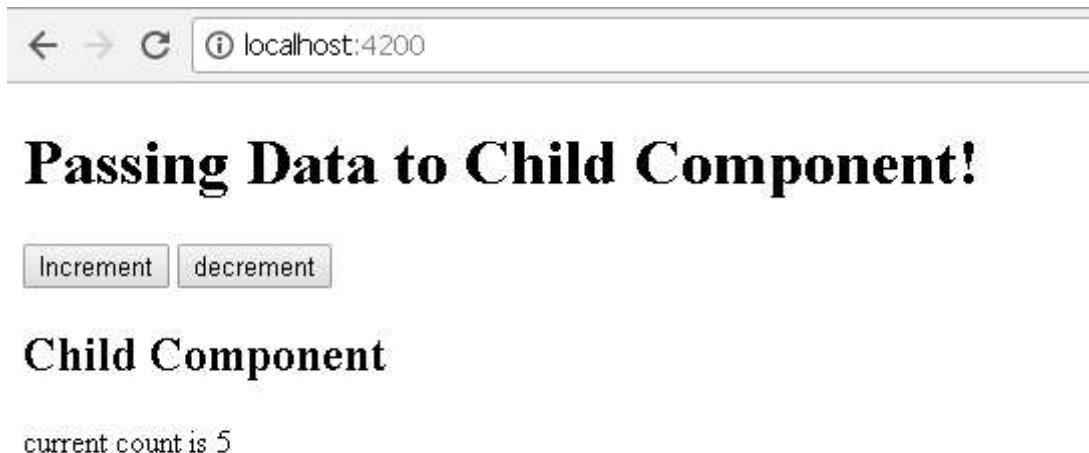 localhost:4200
Passing Data to Child Component!
Increment decrement
Child Component
current count is 5